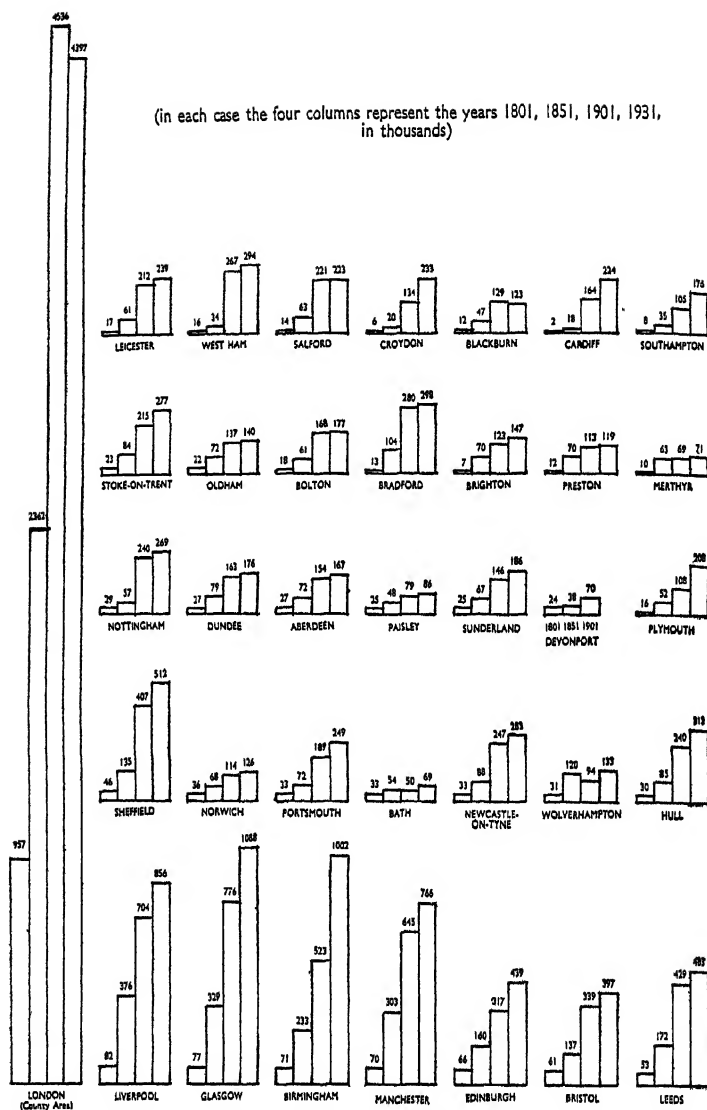 4536
4397
(in each case the four columns represent the years 1801, 1851, 1901, 1931,
in thousands)
17 61 212 239
LEICESTER
16 24 267 294
WEST HAM
14 63 221 223
SALFORD
6 20 134 233
CROYDON
12 47 129 123
BLACKBURN
2 18 164 224
CARDIFF
8 35 105 176
SOUTHAMPTON
23 84 215 277
STOKE-ON-TRENT
22 72 137 140
OLDHAM
18 61 168 177
BOLTON
13 104 280 298
BRADFORD
7 70 123 147
BRIGHTON
12 70 113 119
PRESTON
10 63 69 71
MERTHYR
2362
29 57 240 269
NOTTINGHAM
27 79 163 176
DUNDEE
27 72 154 167
ABERDEEN
25 48 79 86
PAISLEY
25 67 146 186
SUNDERLAND
24 38 70
1801 1851 1901
DEVONPORT
16 52 108 208
PLYMOUTH
46 135 407 512
SHEFFIELD
36 68 114 126
NORWICH
33 72 189 249
PORTSMOUTH
33 54 50 69
BATH
33 88 247 283
NEWCASTLE-
ON-TYNE
31 120 94 133
WOLVERHAMPTON
30 85 240 313
HULL
957
LONDON
(County Area)
82 376 704 856
LIVERPOOL
77 329 776 1088
GLASGOW
71 233 523 1002
BIRMINGHAM
70 303 645 766
MANCHESTER
66 160 439
EDINBURGH
61 137 339 397
BRISTOL
53 172 429 483
LEEDS